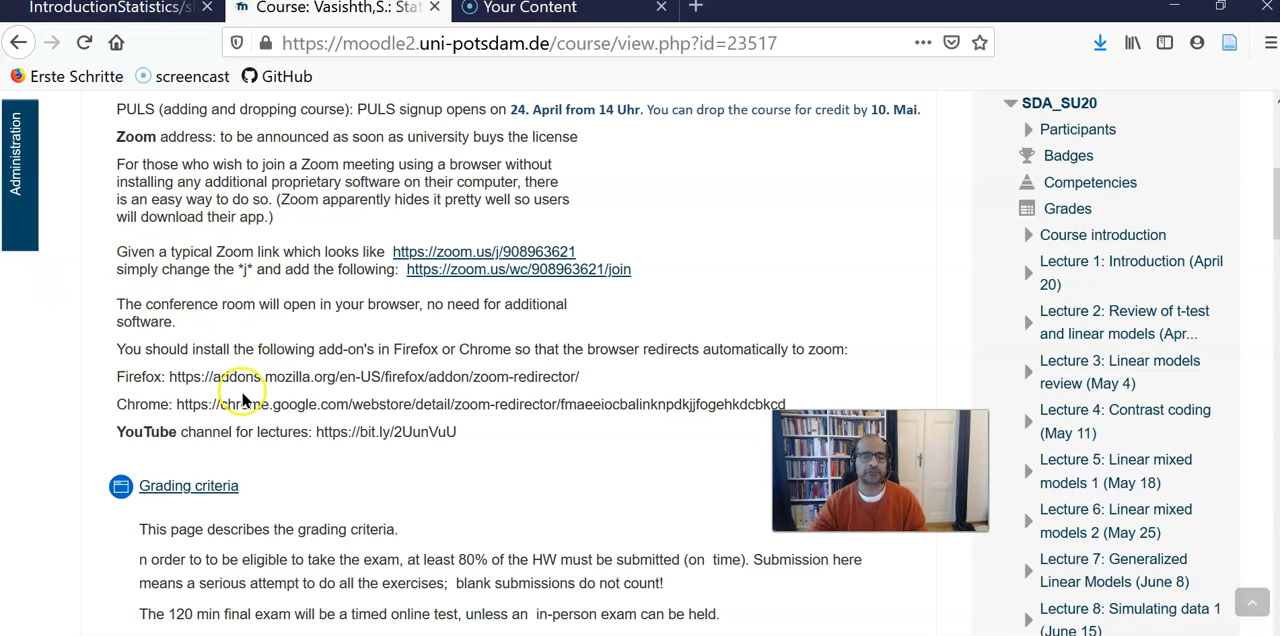 IntroductionStatistics/s
Course: Vasishth,S.: Stat
Your Content
https://moodle2.uni-potsdam.de/course/view.php?id=23517
Erste Schritte
screencast
GitHub
Administration
PULS (adding and dropping course): PULS signup opens on 24. April from 14 Uhr. You can drop the course for credit by 10. Mai.
Zoom address: to be announced as soon as university buys the license
For those who wish to join a Zoom meeting using a browser without
installing any additional proprietary software on their computer, there
is an easy way to do so. (Zoom apparently hides it pretty well so users
will download their app.)
Given a typical Zoom link which looks like https://zoom.us/j/908963621
simply change the *j* and add the following: https://zoom.us/wc/908963621/join
The conference room will open in your browser, no need for additional
software.
You should install the following add-on's in Firefox or Chrome so that the browser redirects automatically to zoom:
Firefox: https://addons.mozilla.org/en-US/firefox/addon/zoom-redirector/
Chrome: https://chrome.google.com/webstore/detail/zoom-redirector/fmaeeiocbalinknpdkjjfogehkdcbkcd
YouTube channel for lectures: https://bit.ly/2UunVuU
Grading criteria
This page describes the grading criteria.
n order to to be eligible to take the exam, at least 80% of the HW must be submitted (on time). Submission here
means a serious attempt to do all the exercises; blank submissions do not count!
The 120 min final exam will be a timed online test, unless an in-person exam can be held.
SDA_SU20
Participants
Badges
Competencies
Grades
Course introduction
Lecture 1: Introduction (April
20)
Lecture 2: Review of t-test
and linear models (Apr...
Lecture 3: Linear models
review (May 4)
Lecture 4: Contrast coding
(May 11)
Lecture 5: Linear mixed
models 1 (May 18)
Lecture 6: Linear mixed
models 2 (May 25)
Lecture 7: Generalized
Linear Models (June 8)
Lecture 8: Simulating data 1
(June 15)